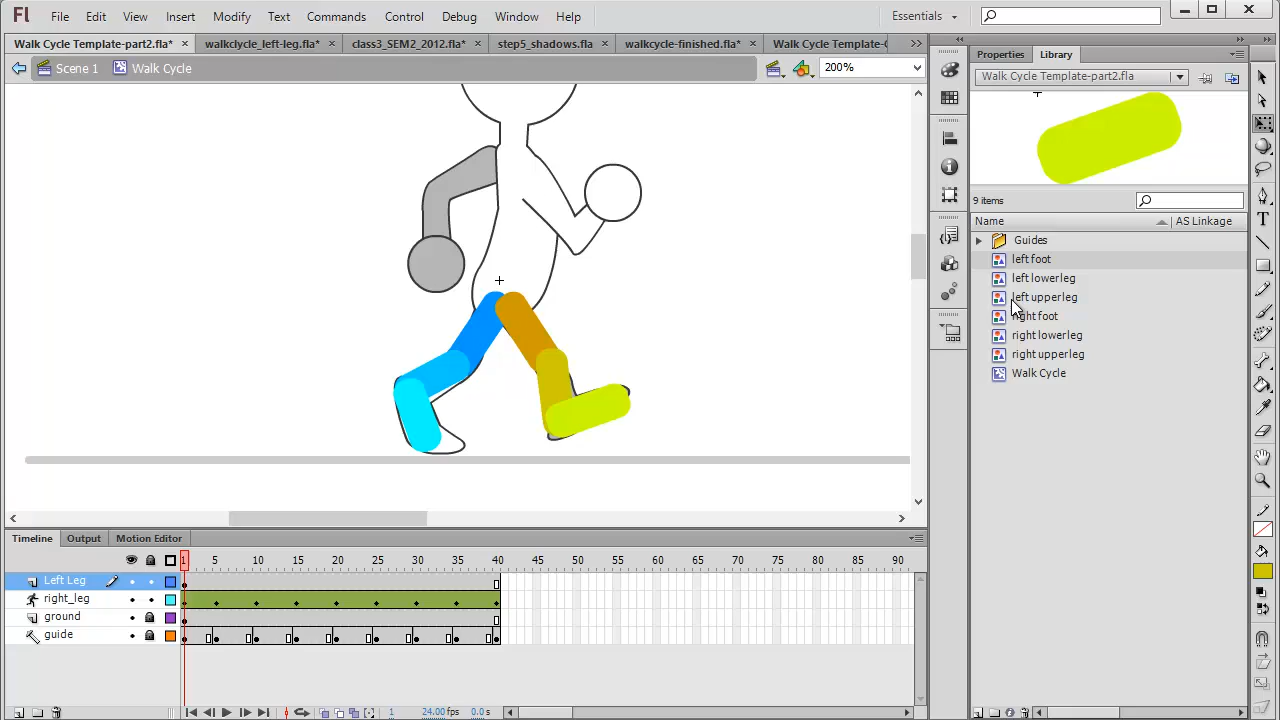 Fl File Edit View Insert Modify Text Commands Control Debug Window Help Essentials
Walk Cycle Template-part2.fla* × walkclycle_left-leg.fla* × class3_SEM2_2012.fla* × step5_shadows.fla × walkcycle-finished.fla* × Walk Cycle Template-
Scene 1 Walk Cycle 200%
Properties Library
Walk Cycle Template-part2.fla
9 items
Name AS Linkage
Guides
left foot
left lowerleg
left upperleg
right foot
right lowerleg
right upperleg
Walk Cycle
Timeline Output Motion Editor
1 5 10 15 20 25 30 35 40 45 50 55 60 65 70 75 80 85 90
Left Leg
right_leg
ground
guide
1 24.00 fps 0.0 s